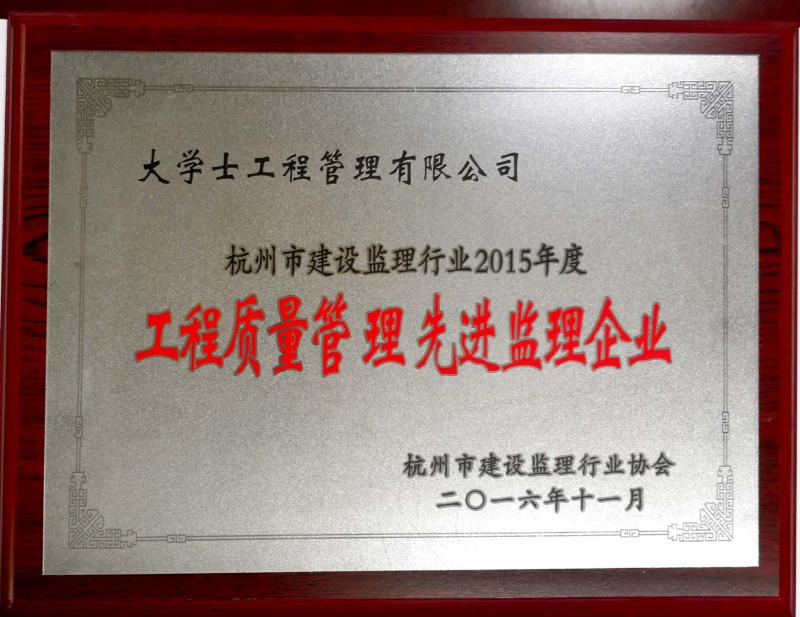 大学士工程管理有限公司
杭州市建设监理行业2015年度
工程质量管理先进监理企业
杭州市建设监理行业协会
二〇一六年十一月